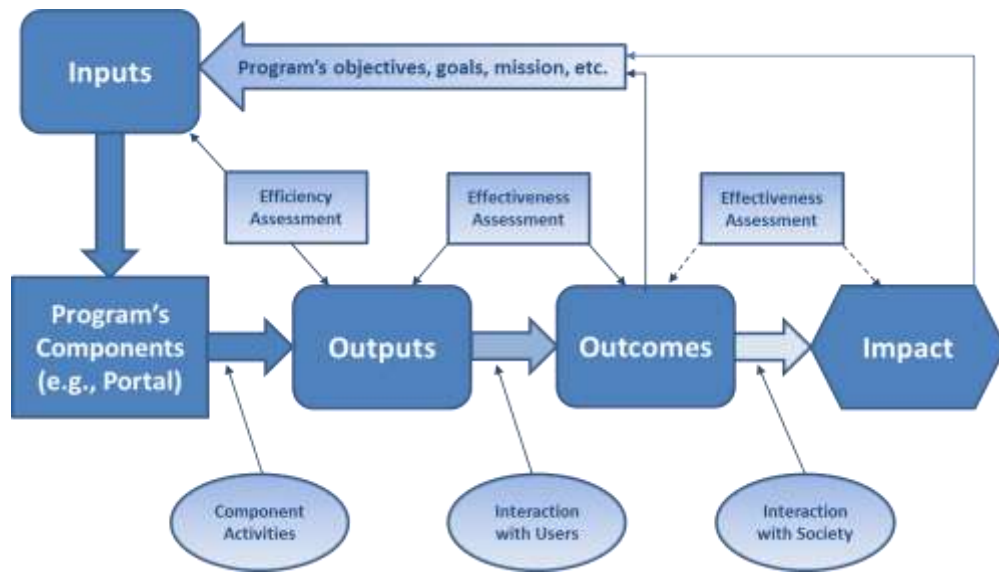 Inputs
Program's objectives, goals, mission, etc.
Efficiency
Assessment
Effectiveness
Assessment
Effectiveness
Assessment
Program's
Components
(e.g., Portal)
Outputs
Outcomes
Impact
Component
Activities
Interaction
with Users
Interaction
with Society